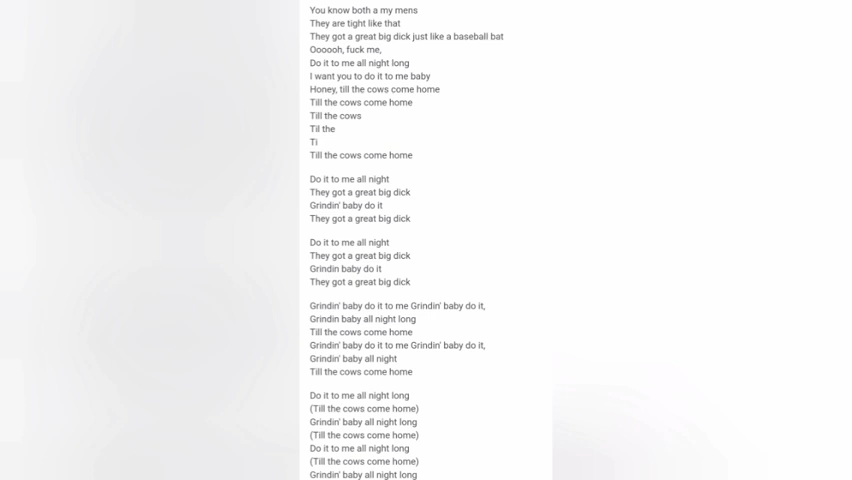 You know both a my mens
They are tight like that
They got a great big dick just like a baseball bat
Oooooh, fuck me,
Do it to me all night long
I want you to do it to me baby
Honey, till the cows come home
Till the cows come home
Till the cows
Til the
Ti
Till the cows come home
Do it to me all night
They got a great big dick
Grindin' baby do it
They got a great big dick
Do it to me all night
They got a great big dick
Grindin baby do it
They got a great big dick
Grindin' baby do it to me Grindin' baby do it,
Grindin baby all night long
Till the cows come home
Grindin' baby do it to me Grindin' baby do it,
Grindin' baby all night
Till the cows come home
Do it to me all night long
(Till the cows come home)
Grindin' baby all night long
(Till the cows come home)
Do it to me all night long
(Till the cows come home)
Grindin' baby all night long